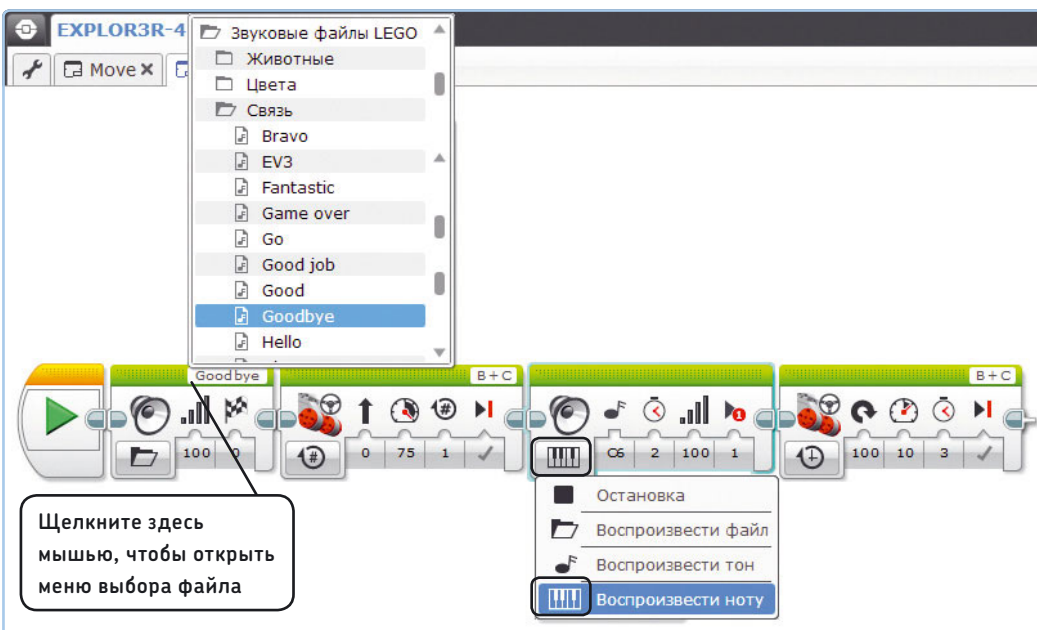 EXPLOR3R-4
Move
Звуковые файлы LEGO
Животные
Цвета
Связь
Bravo
EV3
Fantastic
Game over
Go
Good job
Good
Goodbye
Hello
Goodbye
B+C
B+C
#
1
100 0
# 0 75 1
C6 2 100 1
100 10 3
Остановка
Воспроизвести файл
Воспроизвести тон
Воспроизвести ноту
Щелкните здесь
мышью, чтобы открыть
меню выбора файла